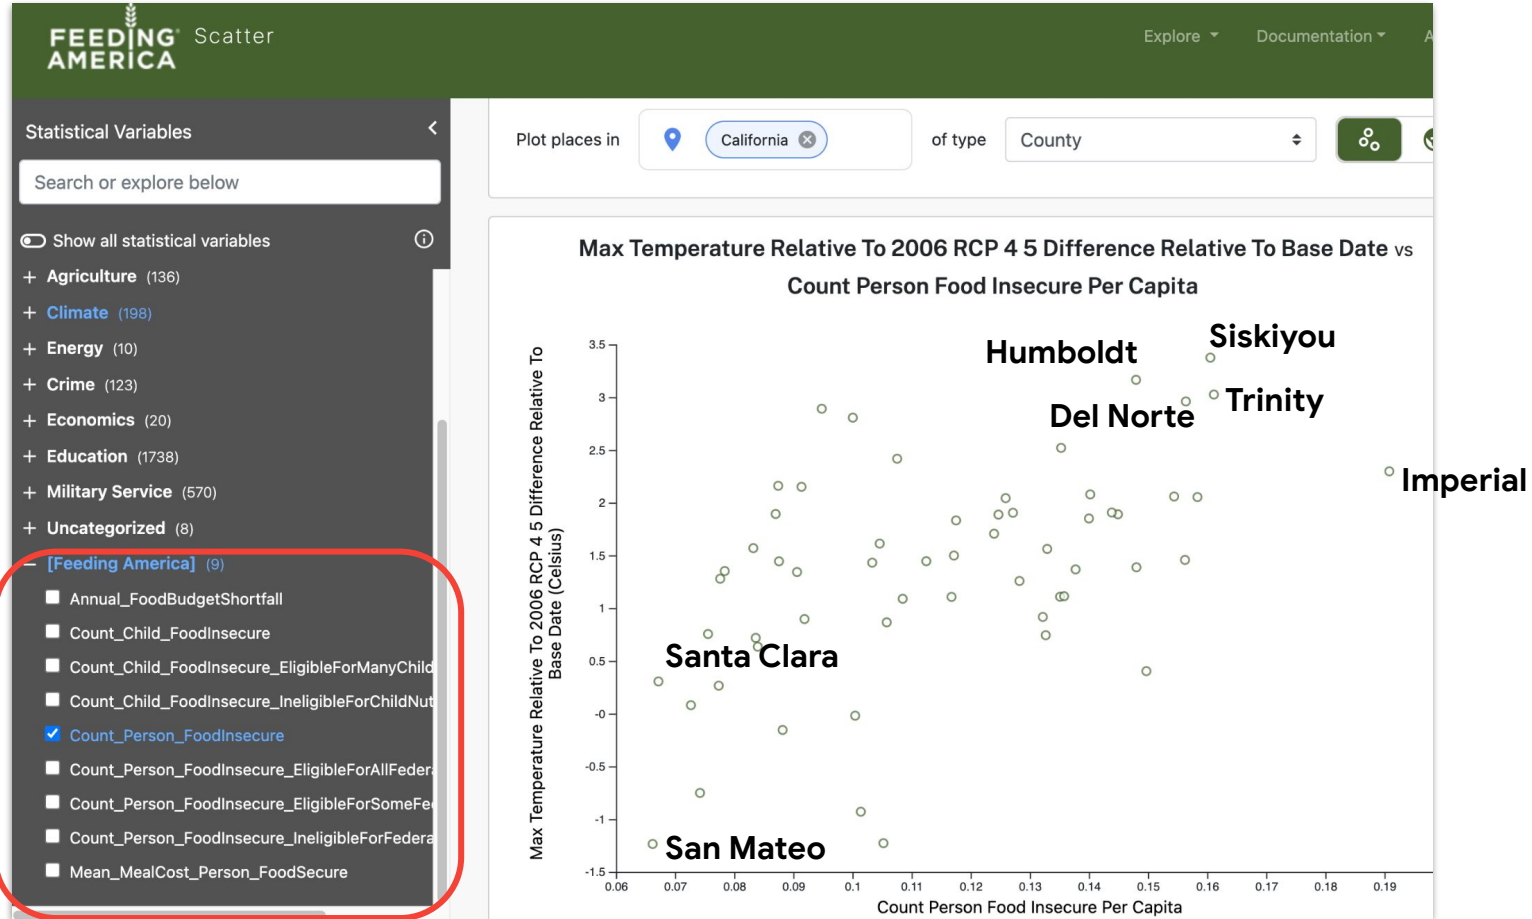 FEEDING Scatter
AMERICA
Explore
Documentation
A
Statistical Variables
Search or explore below
Show all statistical variables
+ Agriculture (136)
+ Climate (198)
+ Energy (10)
+ Crime (123)
+ Economics (20)
+ Education (1738)
+ Military Service (570)
+ Uncategorized (8)
− [Feeding America] (9)
Annual_FoodBudgetShortfall
Count_Child_FoodInsecure
Count_Child_FoodInsecure_EligibleForManyChild
Count_Child_FoodInsecure_IneligibleForChildNut
Count_Person_FoodInsecure
Count_Person_FoodInsecure_EligibleForAllFeder
Count_Person_FoodInsecure_EligibleForSomeFe
Count_Person_FoodInsecure_IneligibleForFedera
Mean_MealCost_Person_FoodSecure
Plot places in California of type County
Max Temperature Relative To 2006 RCP 4 5 Difference Relative To Base Date vs
Count Person Food Insecure Per Capita
Max Temperature Relative To 2006 RCP 4 5 Difference Relative To
Base Date (Celsius)
3.5
3
2.5
2
1.5
1
0.5
-0
-0.5
-1
-1.5
Siskiyou
Humboldt
Trinity
Del Norte
Imperial
Santa Clara
San Mateo
0.06 0.07 0.08 0.09 0.1 0.11 0.12 0.13 0.14 0.15 0.16 0.17 0.18 0.19
Count Person Food Insecure Per Capita